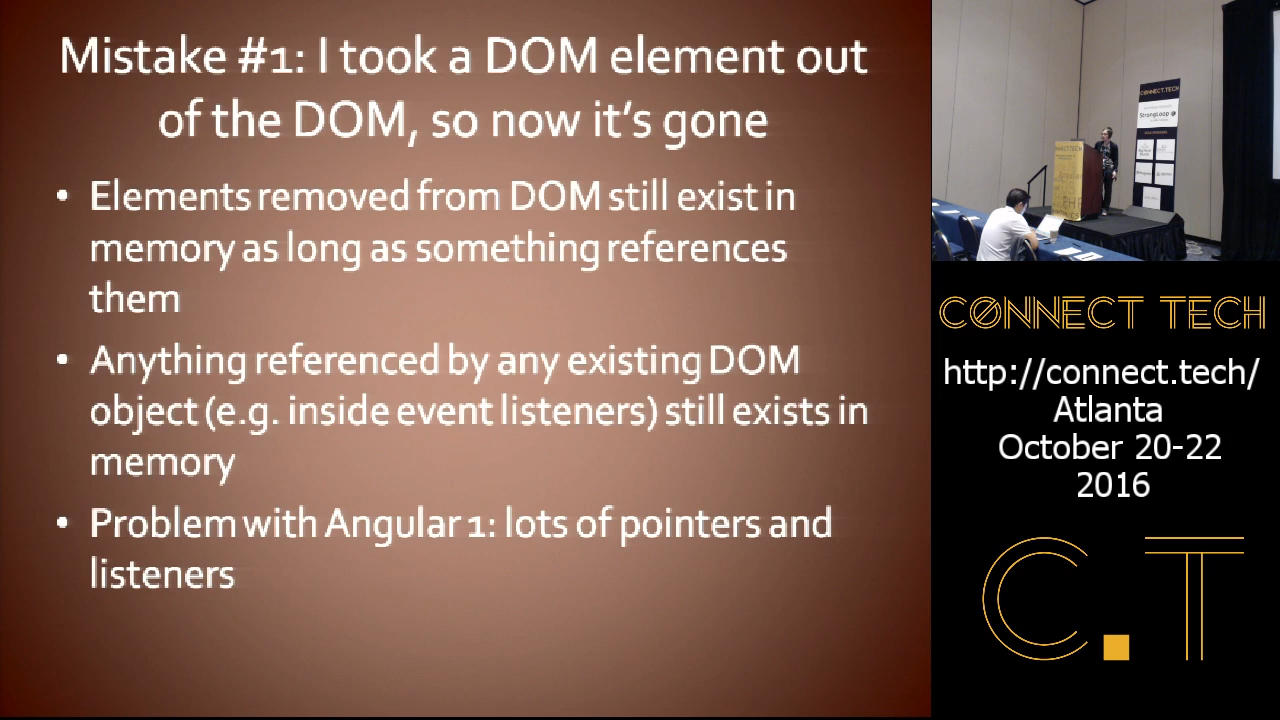 Mistake #1: I took a DOM element out
of the DOM, so now it's gone
• Elements removed from DOM still exist in
memory as long as something references
them
• Anything referenced by any existing DOM
object (e.g. inside event listeners) still exists in
memory
• Problem with Angular 1: lots of pointers and
listeners
CONNECT.TECH
StrongLoop
CONNECT TECH
http://connect.tech/
Atlanta
October 20-22
2016
C.T